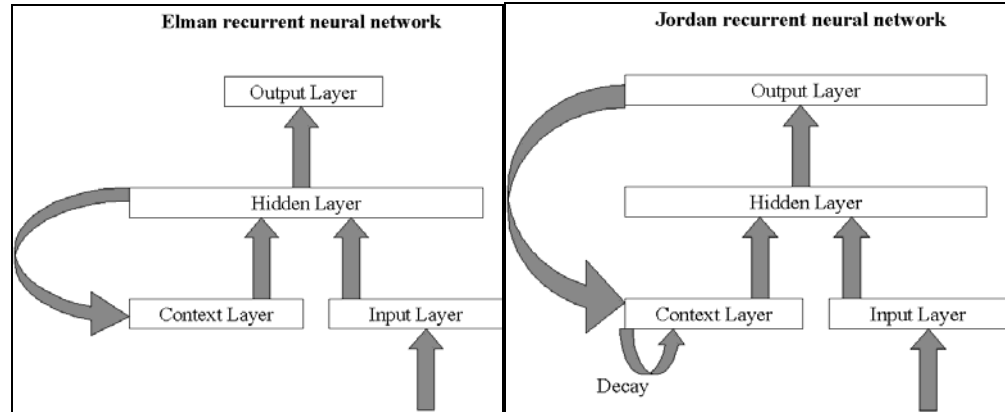 Elman recurrent neural network
Output Layer
Hidden Layer
Context Layer
Input Layer
Jordan recurrent neural network
Output Layer
Hidden Layer
Context Layer
Input Layer
Decay